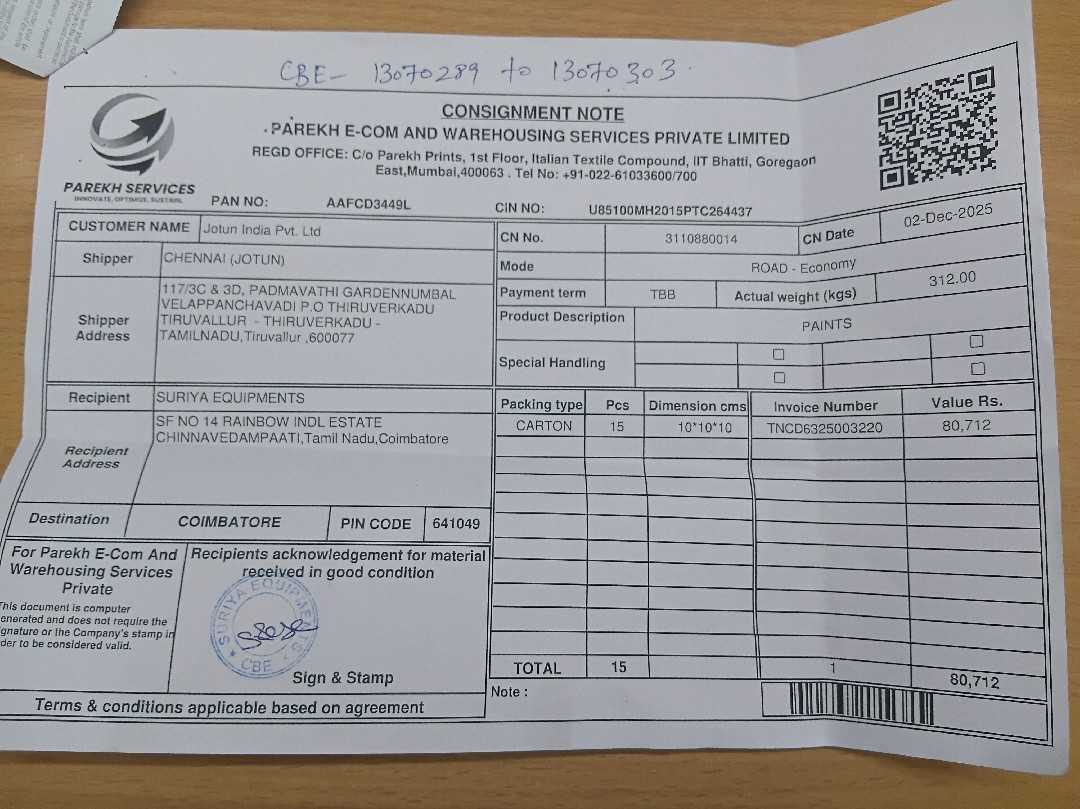 CBE- 13070289 to 13070303
CONSIGNMENT NOTE
PAREKH E-COM AND WAREHOUSING SERVICES PRIVATE LIMITED
REGD OFFICE: C/o Parekh Prints, 1st Floor, Italian Textile Compound, IIT Bhatti, Goregaon
East,Mumbai,400063 . Tel No: +91-022-61033600/700
PAREKH SERVICES
INNOVATE, OPTIMIZE, SUSTAIN.
PAN NO: AAFCD3449L CIN NO: U85100MH2015PTC264437
CUSTOMER NAME Jotun India Pvt. Ltd
CN No. 3110880014 CN Date 02-Dec-2025
Shipper CHENNAI (JOTUN)
Mode ROAD - Economy
Shipper Address
117/3C & 3D, PADMAVATHI GARDENNUMBAL
VELAPPANCHAVADI P.O THIRUVERKADU
TIRUVALLUR - THIRUVERKADU -
TAMILNADU,Tiruvallur ,600077
Payment term TBB Actual weight (kgs) 312.00
Product Description PAINTS
Special Handling
Recipient SURIYA EQUIPMENTS
Recipient Address
SF NO 14 RAINBOW INDL ESTATE
CHINNAVEDAMPAATI,Tamil Nadu,Coimbatore
Destination COIMBATORE PIN CODE 641049
Packing type Pcs Dimension cms Invoice Number Value Rs.
CARTON 15 10*10*10 TNCD6325003220 80,712
TOTAL 15 1 80,712
Note :
For Parekh E-Com And
Warehousing Services
Private
This document is computer
enerated and does not require the
ignature or the Company's stamp in
der to be considered valid.
Recipients acknowledgement for material
received in good condition
SURIYA EQUIPMENTS
CBE
Sign & Stamp
Terms & conditions applicable based on agreement